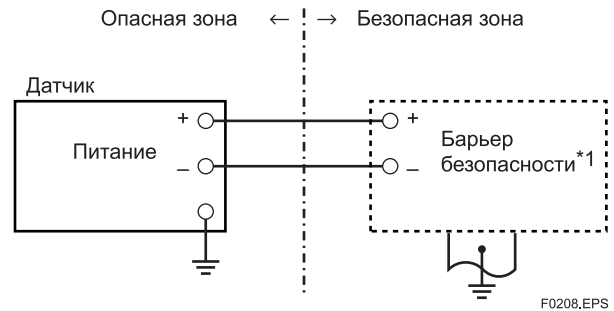 Опасная зона ← → Безопасная зона
Датчик
+ +
Питание
Барьер
безопасности*1
– –
F0208.EPS